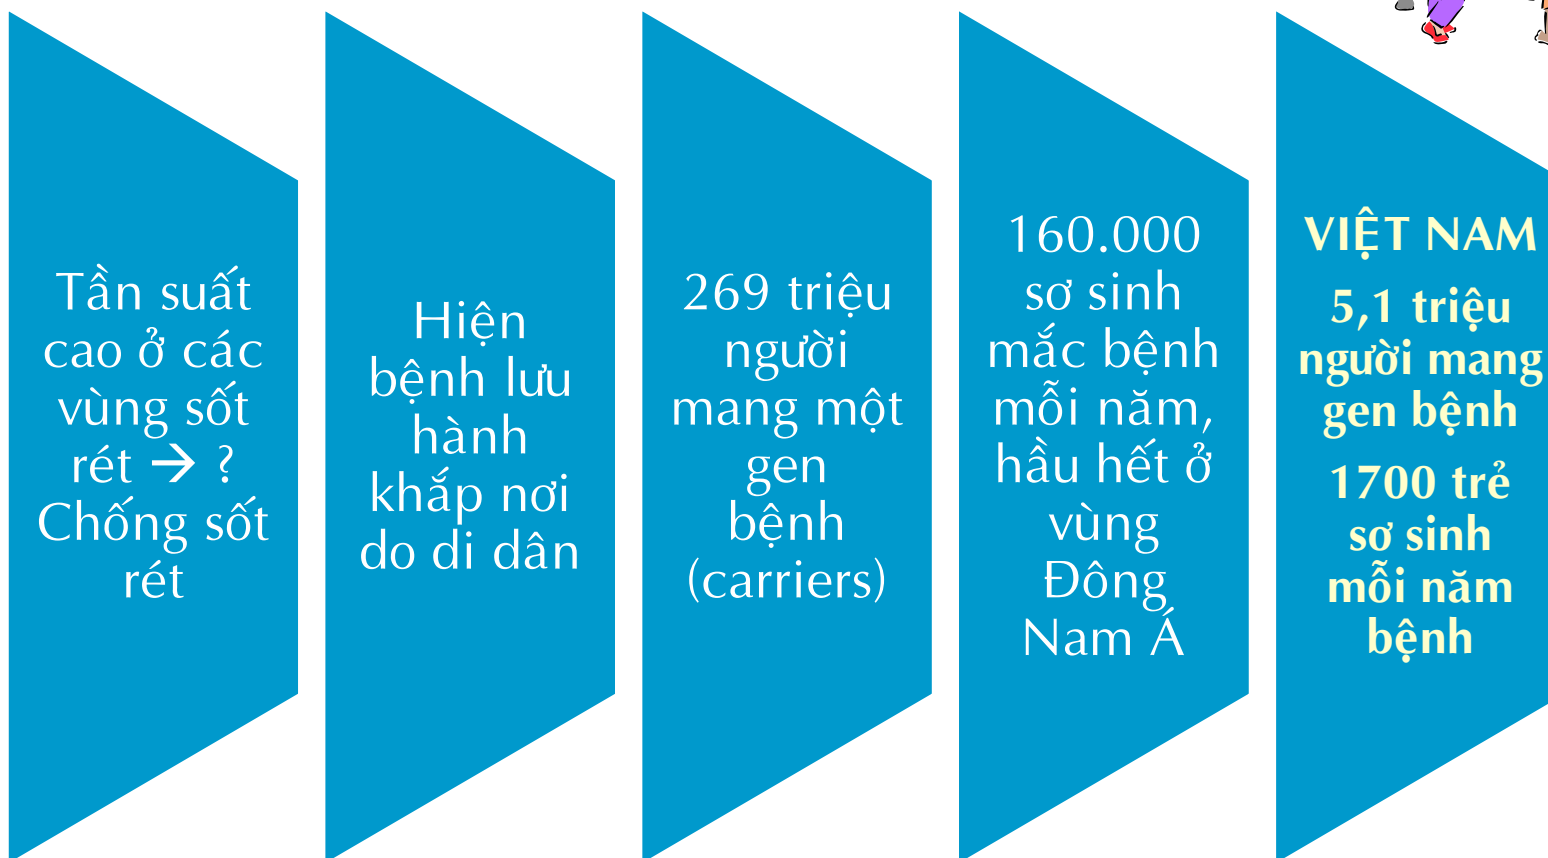 Tần suất
cao ở các
vùng sốt
rét → ?
Chống sốt
rét
Hiện
bệnh lưu
hành
khắp nơi
do di dân
269 triệu
người
mang một
gen
bệnh
(carriers)
160.000
sơ sinh
mắc bệnh
mỗi năm,
hầu hết ở
vùng
Đông
Nam Á
VIỆT NAM
5,1 triệu
người mang
gen bệnh
1700 trẻ
sơ sinh
mỗi năm
bệnh